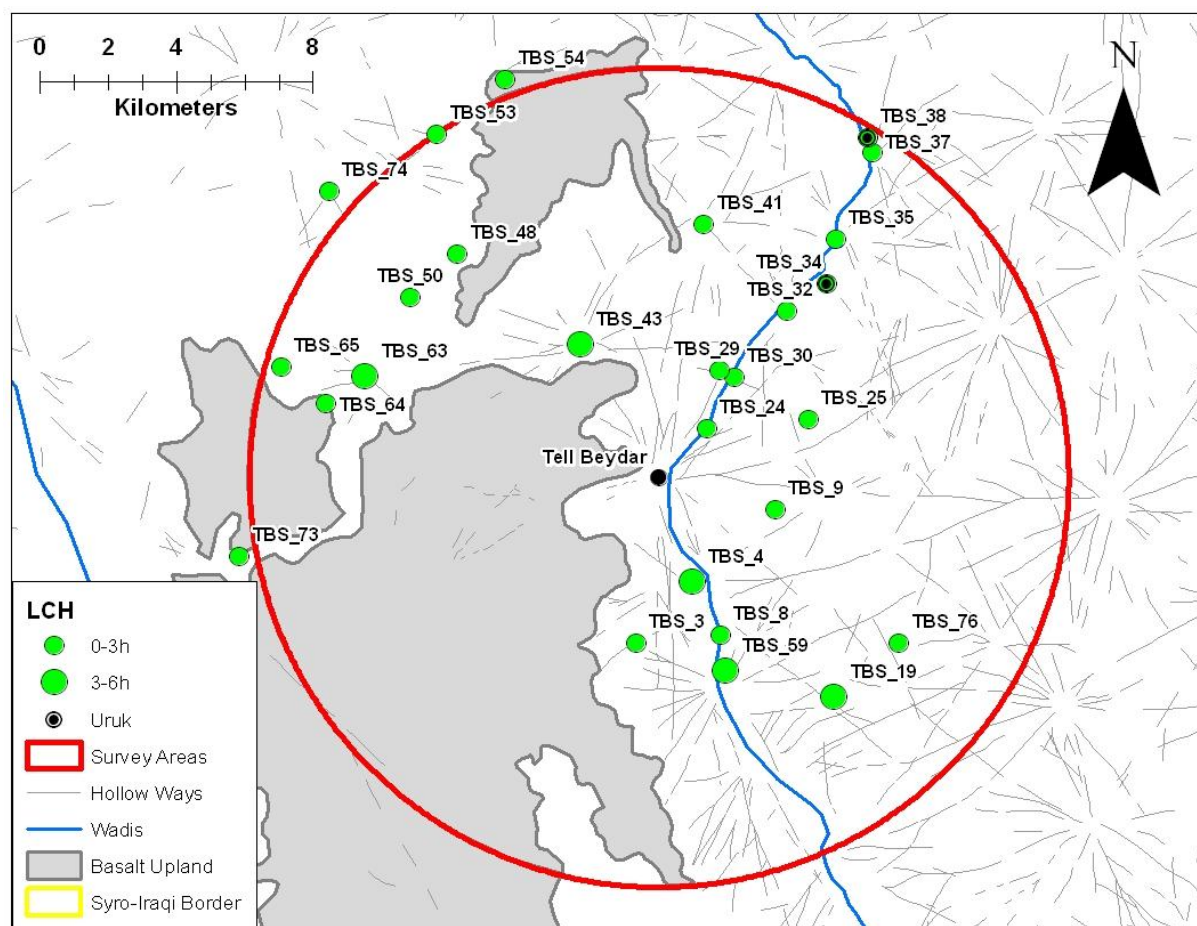 0 2 4 8
Kilometers
N
TBS_54
TBS_53
TBS_38
TBS_37
TBS_74
TBS_41
TBS_35
TBS_48
TBS_34
TBS_50
TBS_32
TBS_43
TBS_65
TBS_63
TBS_29
TBS_30
TBS_64
TBS_24
TBS_25
Tell Beydar
TBS_9
TBS_73
TBS_4
TBS_3
TBS_8
TBS_76
TBS_59
TBS_19
LCH
0-3h
3-6h
Uruk
Survey Areas
Hollow Ways
Wadis
Basalt Upland
Syro-Iraqi Border